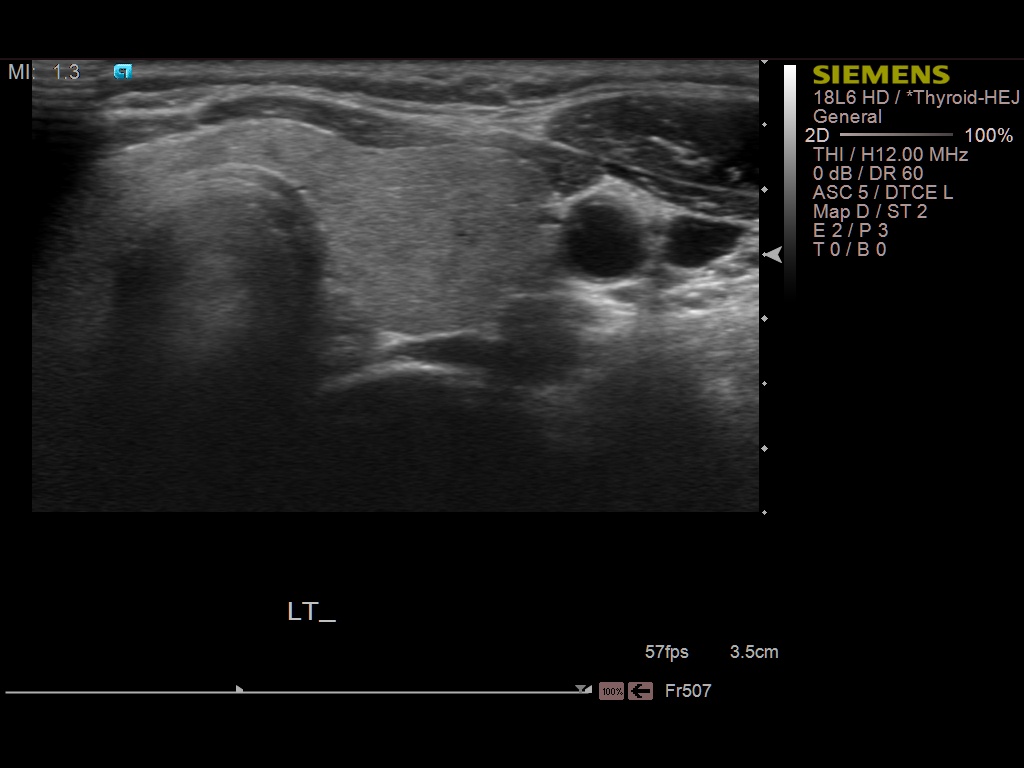 MI: 1.3
SIEMENS
18L6 HD / *Thyroid-HEJ
General
2D 100%
THI / H12.00 MHz
0 dB / DR 60
ASC 5 / DTCE L
Map D / ST 2
E 2 / P 3
T 0 / B 0
LT_
57fps 3.5cm
100% Fr507